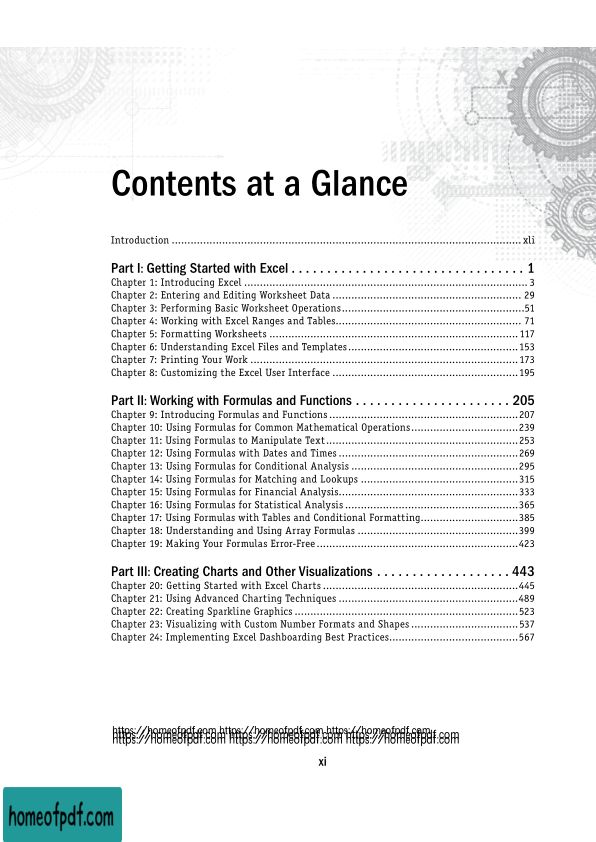 X
Contents at a Glance
Introduction ................................................................................................................ xli
Part I: Getting Started with Excel . . . . . . . . . . . . . . . . . . . . . . . . . . . . . . . . . 1
Chapter 1: Introducing Excel .......................................................................................... 3
Chapter 2: Entering and Editing Worksheet Data ............................................................ 29
Chapter 3: Performing Basic Worksheet Operations..........................................................51
Chapter 4: Working with Excel Ranges and Tables........................................................... 71
Chapter 5: Formatting Worksheets ............................................................................... 117
Chapter 6: Understanding Excel Files and Templates......................................................153
Chapter 7: Printing Your Work .....................................................................................173
Chapter 8: Customizing the Excel User Interface ...........................................................195
Part II: Working with Formulas and Functions . . . . . . . . . . . . . . . . . . . . . . 205
Chapter 9: Introducing Formulas and Functions............................................................207
Chapter 10: Using Formulas for Common Mathematical Operations..................................239
Chapter 11: Using Formulas to Manipulate Text.............................................................253
Chapter 12: Using Formulas with Dates and Times .........................................................269
Chapter 13: Using Formulas for Conditional Analysis .....................................................295
Chapter 14: Using Formulas for Matching and Lookups ..................................................315
Chapter 15: Using Formulas for Financial Analysis.........................................................333
Chapter 16: Using Formulas for Statistical Analysis .......................................................365
Chapter 17: Using Formulas with Tables and Conditional Formatting...............................385
Chapter 18: Understanding and Using Array Formulas ...................................................399
Chapter 19: Making Your Formulas Error-Free................................................................423
Part III: Creating Charts and Other Visualizations . . . . . . . . . . . . . . . . . . . 443
Chapter 20: Getting Started with Excel Charts ..............................................................445
Chapter 21: Using Advanced Charting Techniques .........................................................489
Chapter 22: Creating Sparkline Graphics .......................................................................523
Chapter 23: Visualizing with Custom Number Formats and Shapes ..................................537
Chapter 24: Implementing Excel Dashboarding Best Practices.........................................567
https://homeofpdf.com https://homeofpdf.com https://homeofpdf.com
https://homeofpdf.com https://homeofpdf.com https://homeofpdf.com
xi
homeofpdf.com